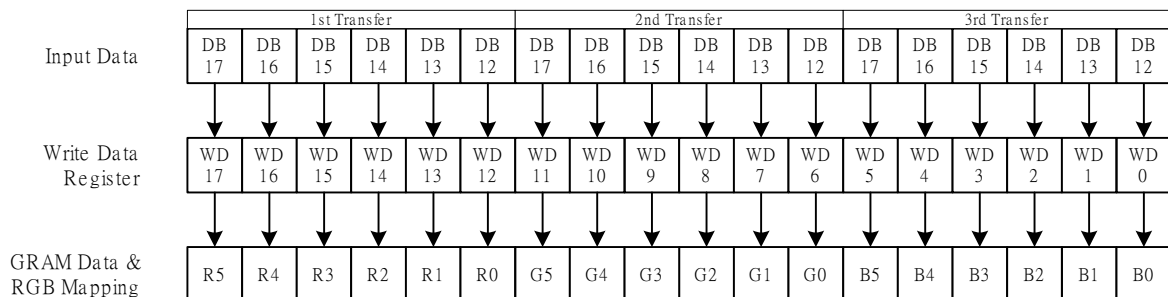 1st Transfer 2nd Transfer 3rd Transfer
Input Data
DB DB DB DB DB DB DB DB DB DB DB DB DB DB DB DB DB DB
17 16 15 14 13 12 17 16 15 14 13 12 17 16 15 14 13 12
Write Data
Register
WD WD WD WD WD WD WD WD WD WD WD WD WD WD WD WD WD WD
17 16 15 14 13 12 11 10 9 8 7 6 5 4 3 2 1 0
GRAM Data &
RGB Mapping
R5 R4 R3 R2 R1 R0 G5 G4 G3 G2 G1 G0 B5 B4 B3 B2 B1 B0